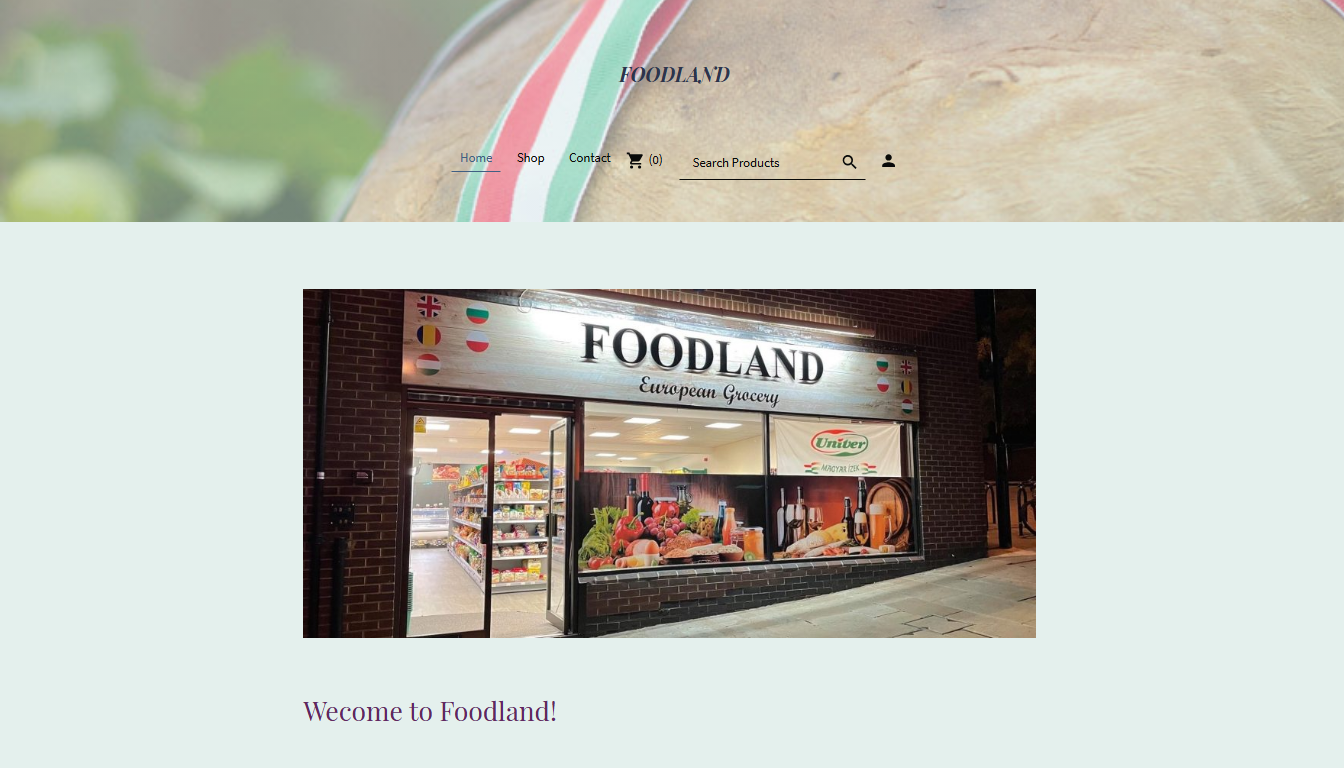 FOODLAND
Home Shop Contact (0) Search Products
FOODLAND
European Grocery
Univer
MAGYAR ÍZEK
Wecome to Foodland!